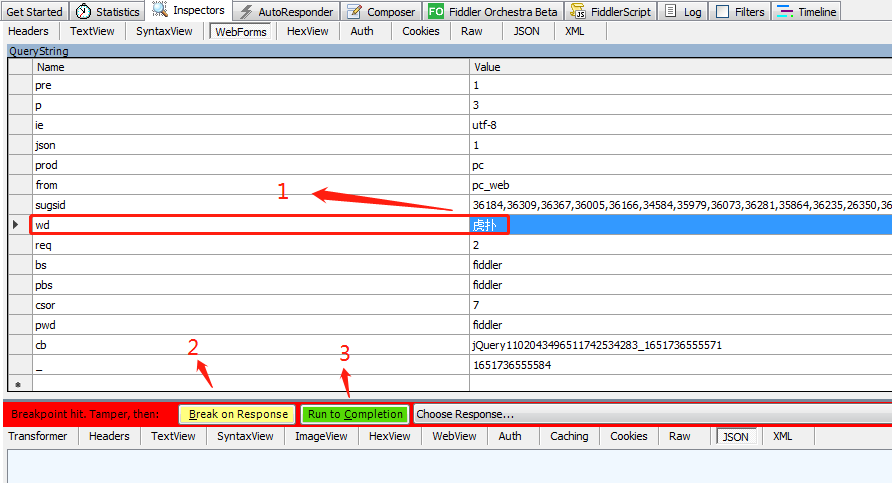 Get Started Statistics Inspectors AutoResponder Composer FO Fiddler Orchestra Beta FiddlerScript Log Filters Timeline
Headers TextView SyntaxView WebForms HexView Auth Cookies Raw JSON XML
QueryString
Name Value
pre 1
p 3
ie utf-8
json 1
prod pc
from pc_web
1
sugsid 36184,36309,36367,36005,36166,34584,35979,36073,36281,35864,36235,26350,36
wd 虎扑
req 2
bs fiddler
pbs fiddler
csor 7
pwd fiddler
cb jQuery1102043496511742534283_1651736555571
_ 1651736555584
2 3
Breakpoint hit. Tamper, then: Break on Response Run to Completion Choose Response...
Transformer Headers TextView SyntaxView ImageView HexView WebView Auth Caching Cookies Raw JSON XML